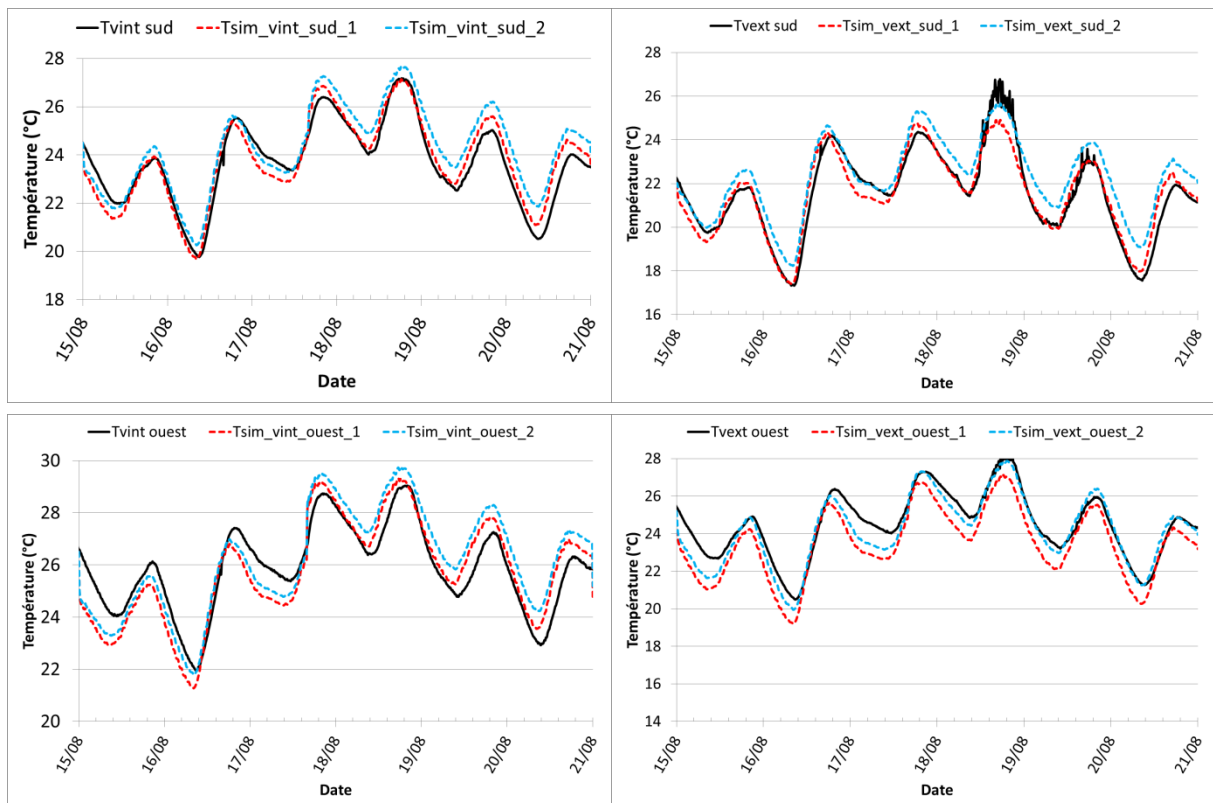 Tvint sud Tsim_vint_sud_1 Tsim_vint_sud_2
Température (°C)
28
26
24
22
20
18
15/08 16/08 17/08 18/08 19/08 20/08 21/08
Date
Tvext sud Tsim_vext_sud_1 Tsim_vext_sud_2
Température (°C)
28
26
24
22
20
18
16
15/08 16/08 17/08 18/08 19/08 20/08 21/08
Date
Tvint ouest Tsim_vint_ouest_1 Tsim_vint_ouest_2
Température (°C)
30
28
26
24
22
20
15/08 16/08 17/08 18/08 19/08 20/08 21/08
Date
Tvext ouest Tsim_vext_ouest_1 Tsim_vext_ouest_2
Température (°C)
28
26
24
22
20
18
16
14
15/08 16/08 17/08 18/08 19/08 20/08 21/08
Date